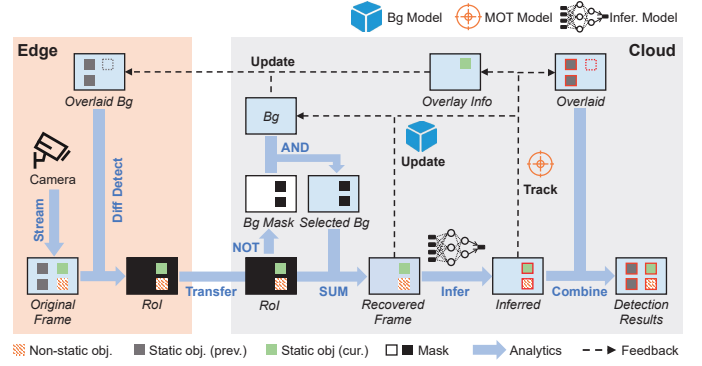 Bg Model
MOT Model
Infer. Model
Edge
Cloud
Update
Overlaid Bg
Overlay Info
Overlaid
Bg
AND
Update
Camera
Diff Detect
Track
Stream
Bg Mask
Selected Bg
NOT
Original
Frame
RoI
Transfer
RoI
SUM
Recovered
Frame
Infer
Inferred
Combine
Detection
Results
Non-static obj.
Static obj. (prev.)
Static obj (cur.)
Mask
Analytics
Feedback